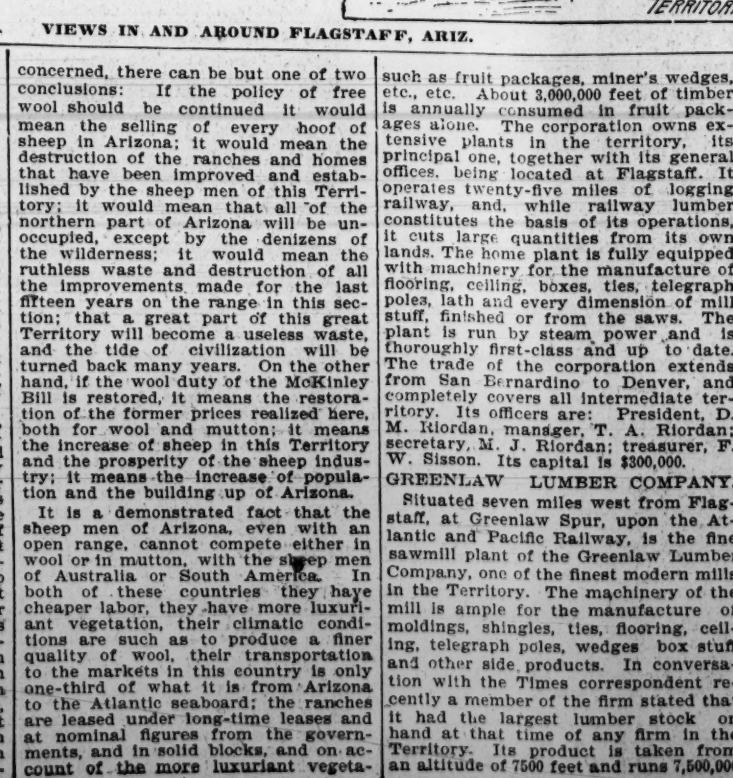 TERRITOR
VIEWS IN AND AROUND FLAGSTAFF, ARIZ.
concerned, there can be but one of two
conclusions: If the policy of free
wool should be continued it would
mean the selling of every hoof of
sheep in Arizona; it would mean the
destruction of the ranches and homes
that have been improved and estab-
lished by the sheep men of this Terri-
tory; it would mean that all of the
northern part of Arizona will be un-
occupied, except by the denizens of
the wilderness; it would mean the
ruthless waste and destruction of all
the improvements made for the last
fifteen years on the range in this sec-
tion; that a great part of this great
Territory will become a useless waste,
and the tide of civilization will be
turned back many years. On the other
hand, if the wool duty of the McKinley
Bill is restored, it means the restora-
tion of the former prices realized here,
both for wool and mutton; it means
the increase of sheep in this Territory
and the prosperity of the sheep indus-
try; it means the increase of popula-
tion and the building up of Arizona.
It is a demonstrated fact that the
sheep men of Arizona, even with an
open range, cannot compete either in
wool or in mutton, with the sheep men
of Australia or South America. In
both of these countries they have
cheaper labor, they have more luxuri-
ant vegetation, their climatic condi-
tions are such as to produce a finer
quality of wool, their transportation
to the markets in this country is only
one-third of what it is from Arizona
to the Atlantic seaboard; the ranches
are leased under long-time leases and
at nominal figures from the govern-
ments, and in solid blocks, and on ac-
count of the more luxuriant vegeta-
such as fruit packages, miner's wedges,
etc., etc. About 3,000,000 feet of timber
is annually consumed in fruit pack-
ages alone. The corporation owns ex-
tensive plants in the territory, its
principal one, together with its general
offices, being located at Flagstaff. It
operates twenty-five miles of logging
railway, and, while railway lumber
constitutes the basis of its operations,
it cuts large quantities from its own
lands. The home plant is fully equipped
with machinery for the manufacture of
flooring, ceiling, boxes, ties, telegraph
poles, lath and every dimension of mill
stuff, finished or from the saws. The
plant is run by steam power and is
thoroughly first-class and up to date.
The trade of the corporation extends
from San Bernardino to Denver, and
completely covers all intermediate ter-
ritory. Its officers are: President, D.
M. Riordan, manager, T. A. Riordan;
secretary, M. J. Riordan; treasurer, F.
W. Sisson. Its capital is $300,000.
GREENLAW LUMBER COMPANY.
Situated seven miles west from Flag-
staff, at Greenlaw Spur, upon the At-
lantic and Pacific Railway, is the fine
sawmill plant of the Greenlaw Lumber
Company, one of the finest modern mills
in the Territory. The machinery of the
mill is ample for the manufacture of
moldings, shingles, ties, flooring, ceil-
ing, telegraph poles, wedges box stuff
and other side products. In conversa-
tion with the Times correspondent re-
cently a member of the firm stated that
it had the largest lumber stock on
hand at that time of any firm in the
Territory. Its product is taken from
an altitude of 7500 feet and runs 7,500,000